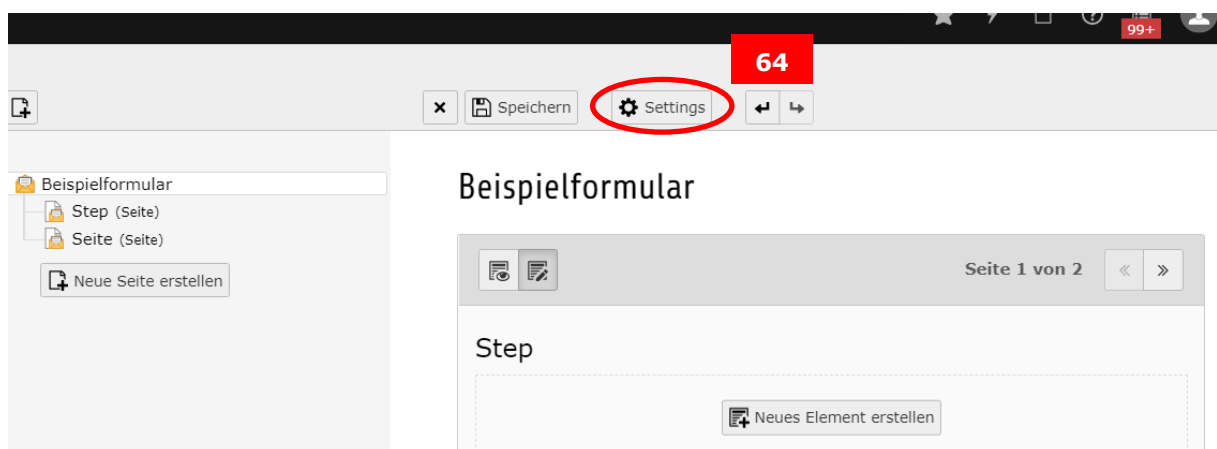 99+
64
Speichern
Settings
Beispielformular
Step (Seite)
Seite (Seite)
Neue Seite erstellen
Beispielformular
Seite 1 von 2
Step
Neues Element erstellen